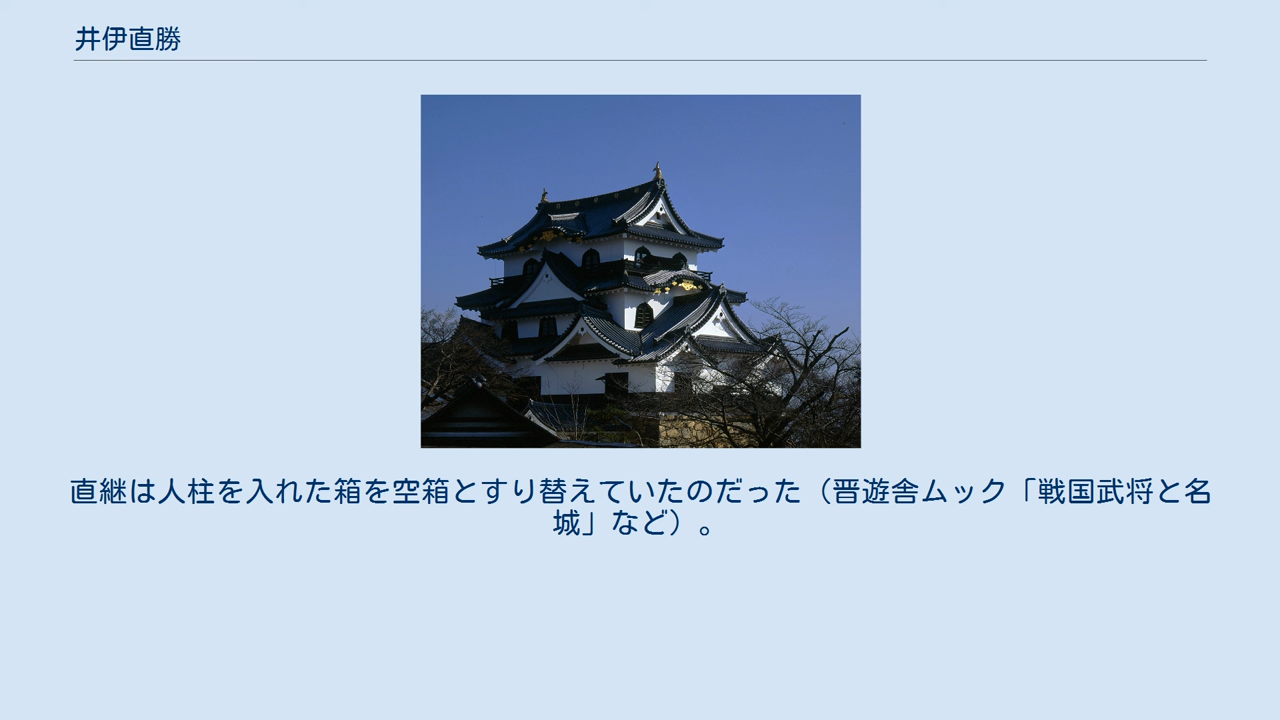 井伊直勝
直継は人柱を入れた箱を空箱とすり替えていたのだった（晋遊舎ムック「戦国武将と名
城」など）。